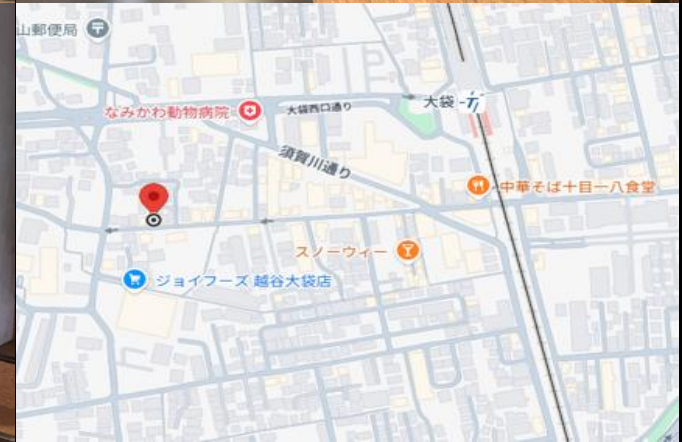 山郵便局
大袋
なみかわ動物病院
大袋西口通り
須賀川通り
中華そば十目一八食堂
スノーウィー
ジョイフーズ 越谷大袋店